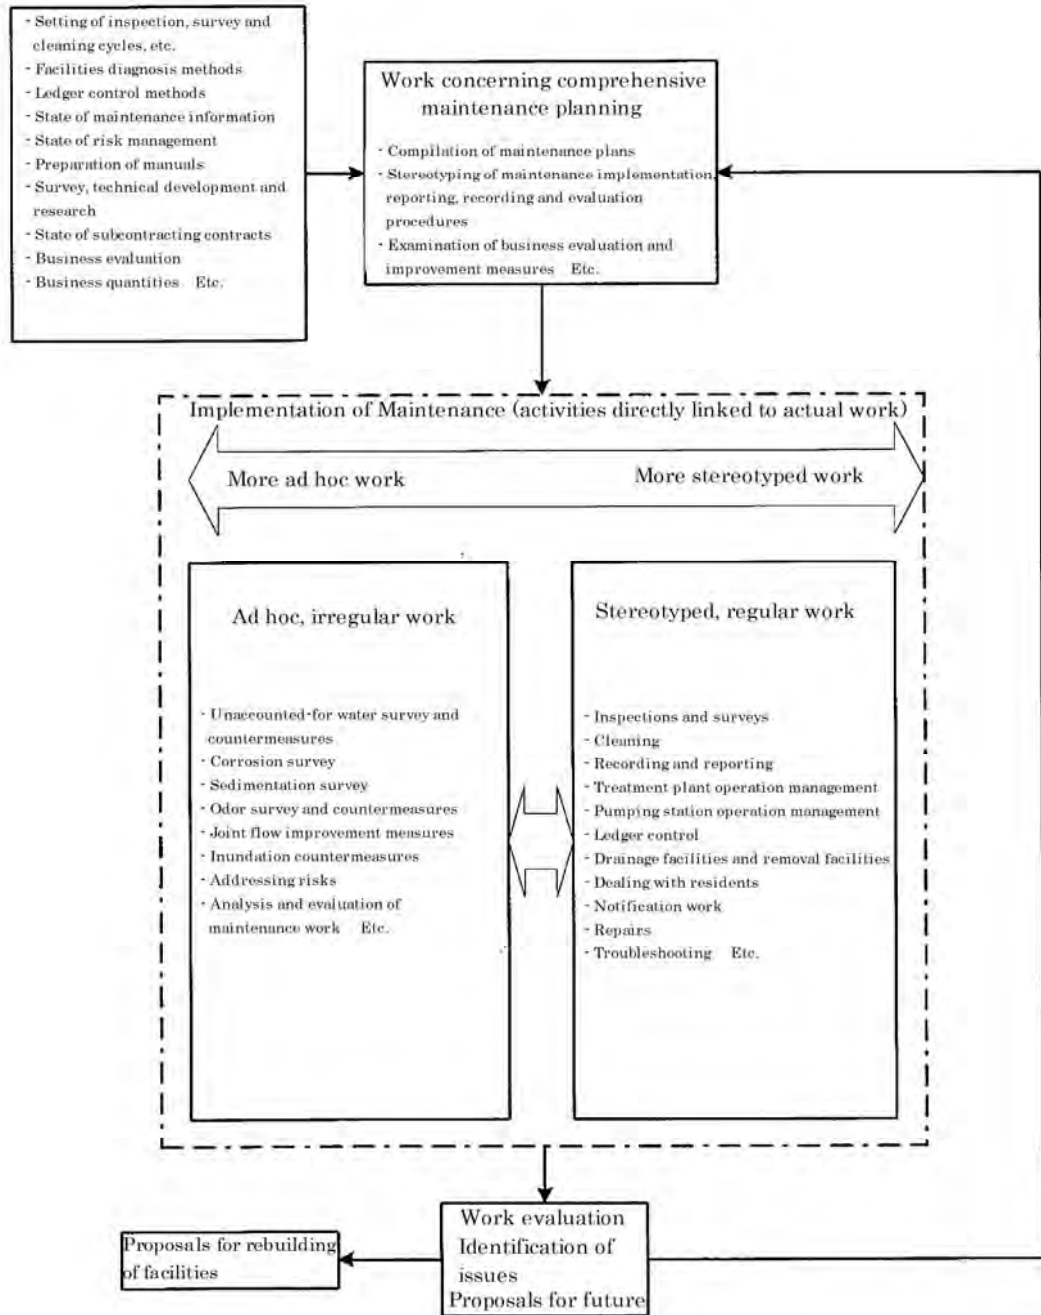 - Setting of inspection, survey and
cleaning cycles, etc.
- Facilities diagnosis methods
- Ledger control methods
- State of maintenance information
- State of risk management
- Preparation of manuals
- Survey, technical development and
research
- State of subcontracting contracts
- Business evaluation
- Business quantities Etc.
Work concerning comprehensive
maintenance planning
- Compilation of maintenance plans
- Stereotyping of maintenance implementation,
reporting, recording and evaluation
procedures
- Examination of business evaluation and
improvement measures Etc.
Implementation of Maintenance (activities directly linked to actual work)
More ad hoc work
More stereotyped work
Ad hoc, irregular work
- Unaccounted-for water survey and
countermeasures
- Corrosion survey
- Sedimentation survey
- Odor survey and countermeasures
- Joint flow improvement measures
- Inundation countermeasures
- Addressing risks
- Analysis and evaluation of
maintenance work Etc.
Stereotyped, regular work
- Inspections and surveys
- Cleaning
- Recording and reporting
- Treatment plant operation management
- Pumping station operation management
- Ledger control
- Drainage facilities and removal facilities
- Dealing with residents
- Notification work
- Repairs
- Troubleshooting Etc.
Work evaluation
Identification of
issues
Proposals for future
Proposals for rebuilding
of facilities